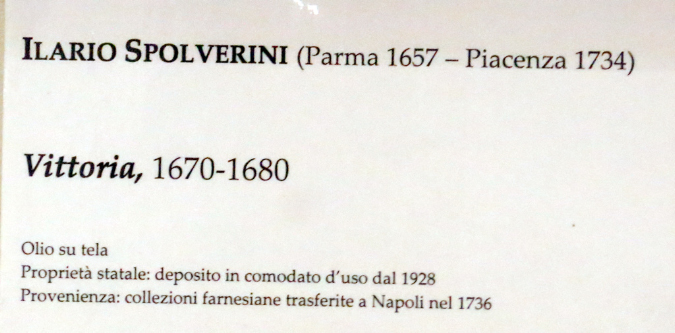 ILARIO SPOLVERINI (Parma 1657 – Piacenza 1734)
Vittoria, 1670-1680
Olio su tela
Proprietà statale: deposito in comodato d'uso dal 1928
Provenienza: collezioni farnesiane trasferite a Napoli nel 1736